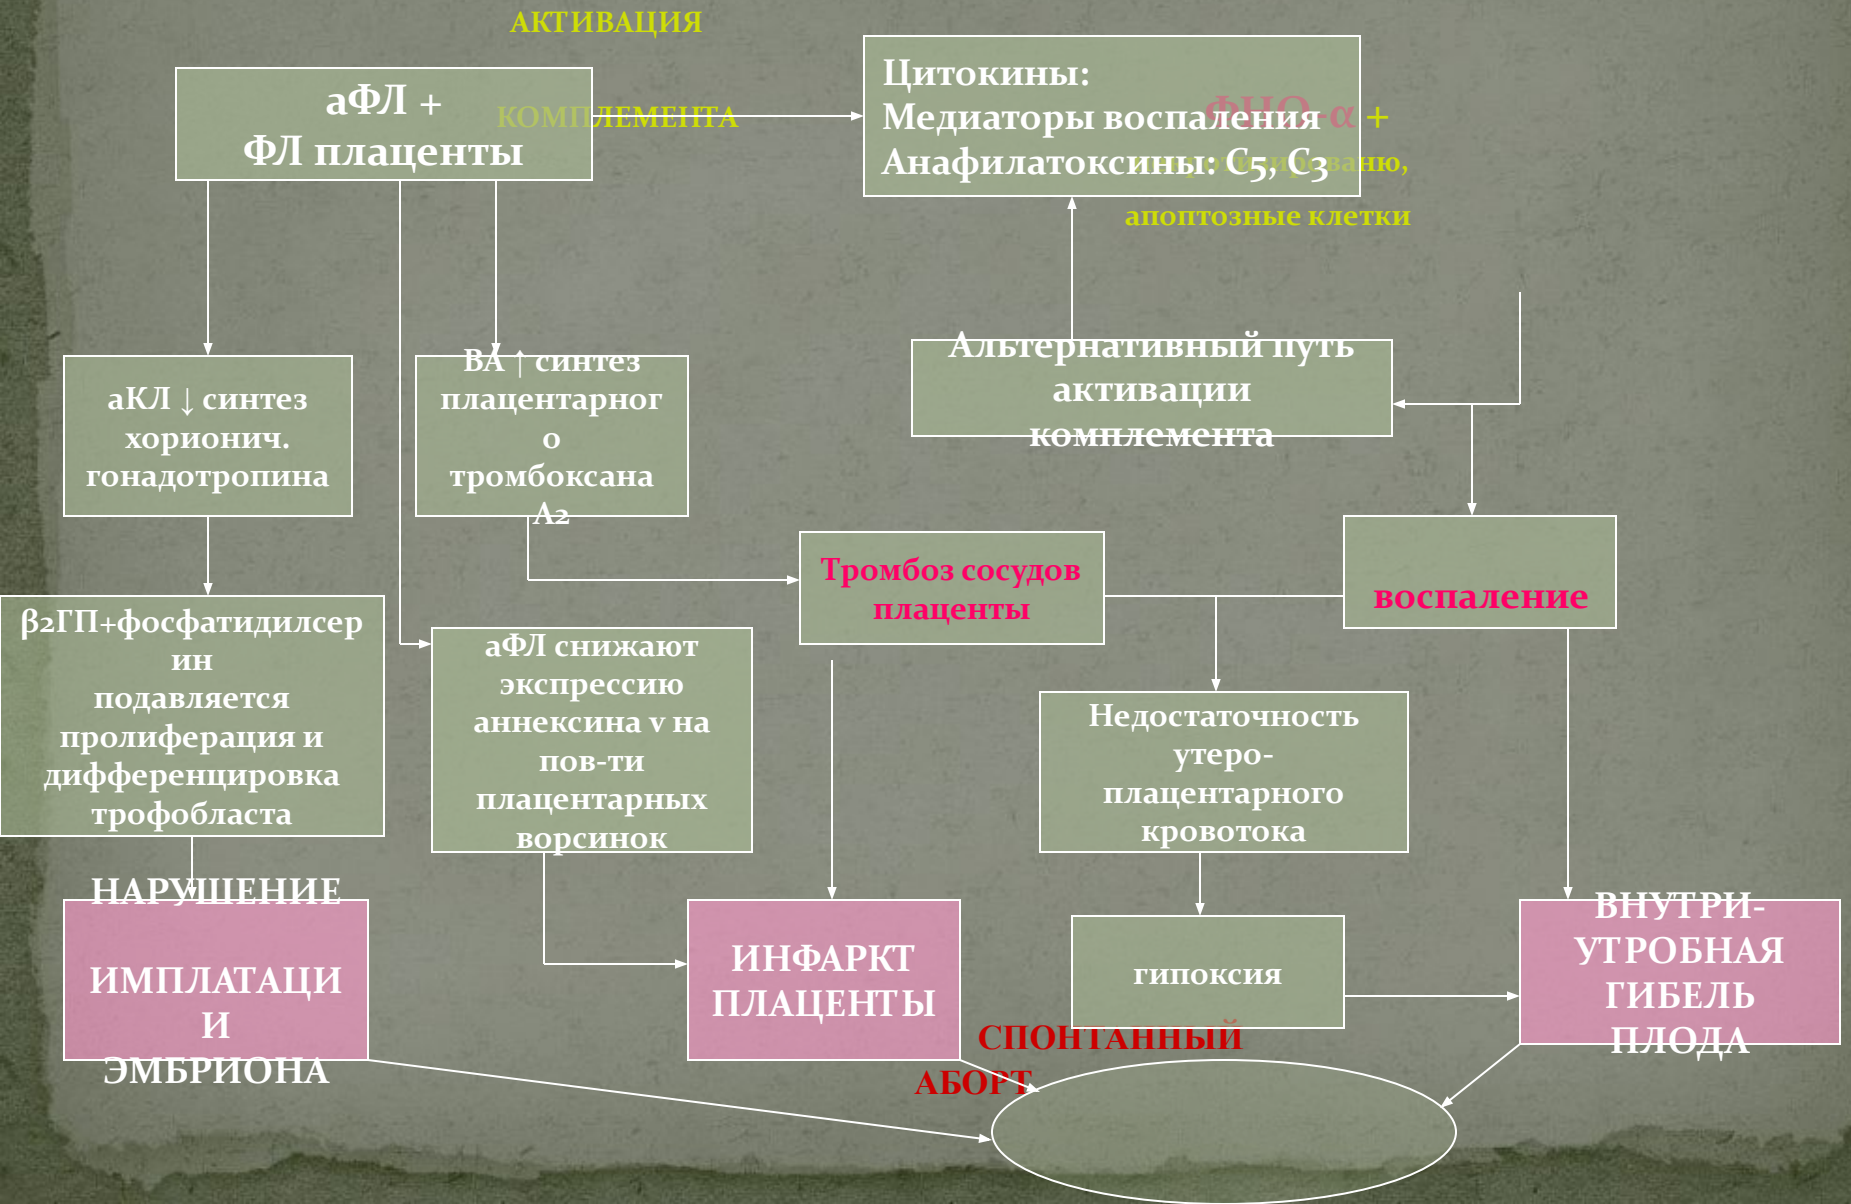 АКТИВАЦИЯ
КОМПЛЕМЕНТА
аФЛ +
ФЛ плаценты
Цитокины:
Медиаторы воспаления
Анафилатоксины: С5, С3
ФНО-α +
апоптозные клетки
аКЛ ↓ синтез
хорионич.
гонадотропина
ВА ↑ синтез
плацентарног
о
тромбоксана
А2
Альтернативный путь
активации
комплемента
Тромбоз сосудов
плаценты
воспаление
β2ГП+фосфатидилсер
ин
подавляется
пролиферация и
дифференцировка
трофобласта
аФЛ снижают
экспрессию
аннексина v на
пов-ти
плацентарных
ворсинок
Недостаточность
утеро-
плацентарного
кровотока
НАРУШЕНИЕ
ИМПЛАТАЦИ
И
ЭМБРИОНА
ИНФАРКТ
ПЛАЦЕНТЫ
гипоксия
ВНУТРИ-
УТРОБНАЯ
ГИБЕЛЬ
ПЛОДА
СПОНТАННЫЙ
АБОРТ